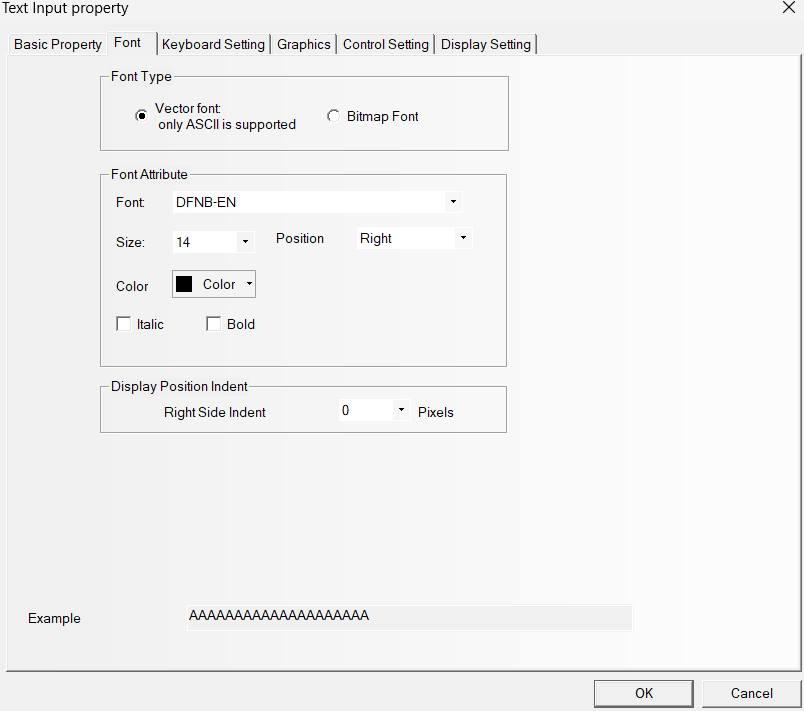 Text Input property
Basic Property Font Keyboard Setting Graphics Control Setting Display Setting
Font Type
Vector font:
only ASCII is supported
Bitmap Font
Font Attribute
Font: DFNB-EN
Size: 14 Position Right
Color Color
Italic Bold
Display Position Indent
Right Side Indent 0 Pixels
Example AAAAAAAAAAAAAAAAAAAA
OK Cancel